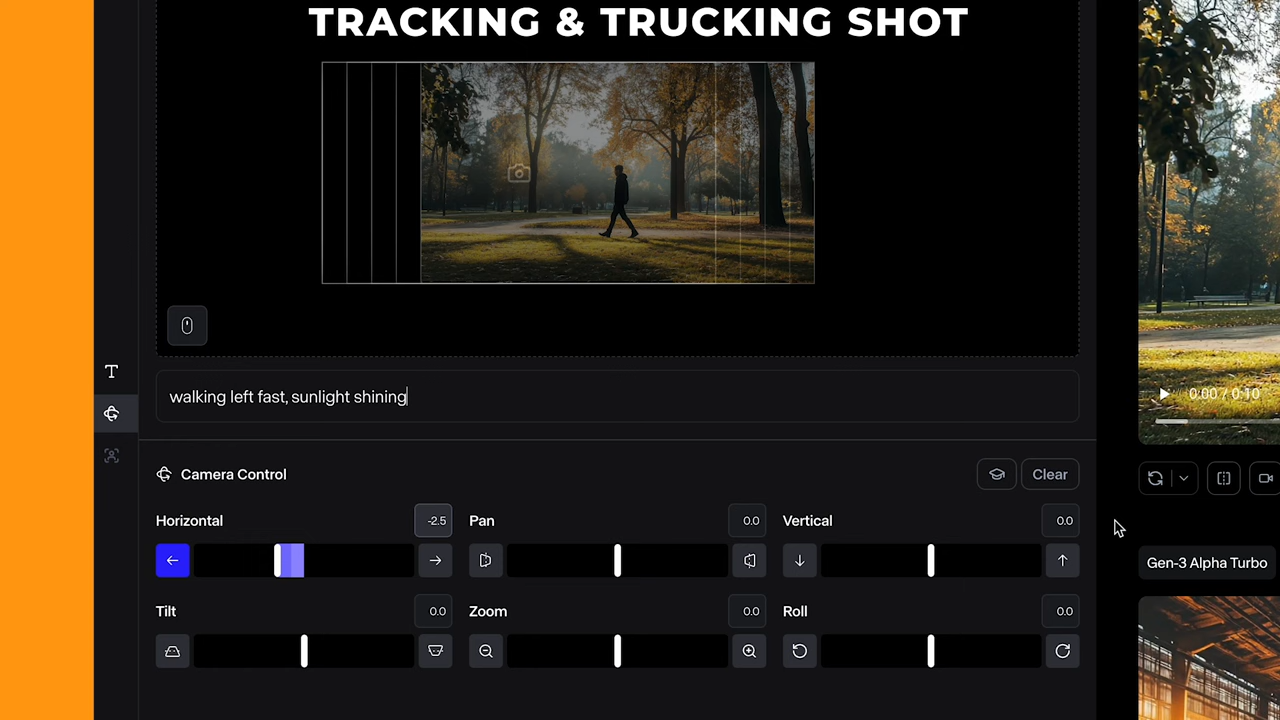 TRACKING & TRUCKING SHOT
T
walking left fast, sunlight shining
0:00 / 0:10
Camera Control
Clear
Horizontal
-2.5
Pan
0.0
Vertical
0.0
Gen-3 Alpha Turbo
Tilt
0.0
Zoom
0.0
Roll
0.0